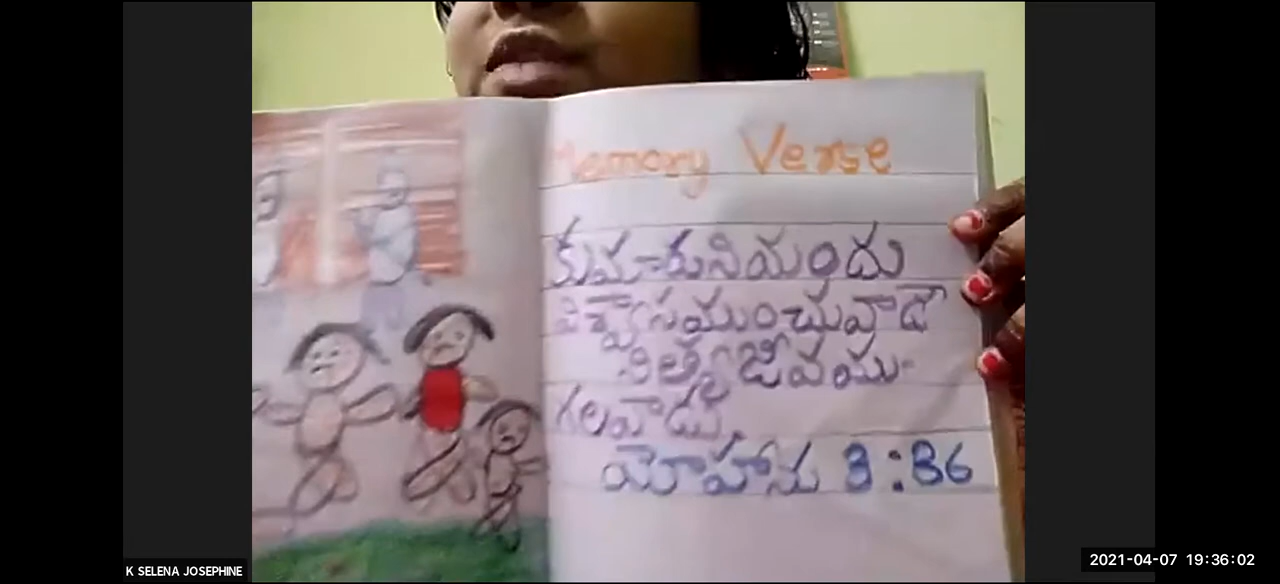 Memory Verse
కుమారునియందు
విశ్వాసముంచువాడే
నిత్యజీవము
గలవాడు.
యోహాను 3:36
K SELENA JOSEPHINE
2021-04-07 19:36:02